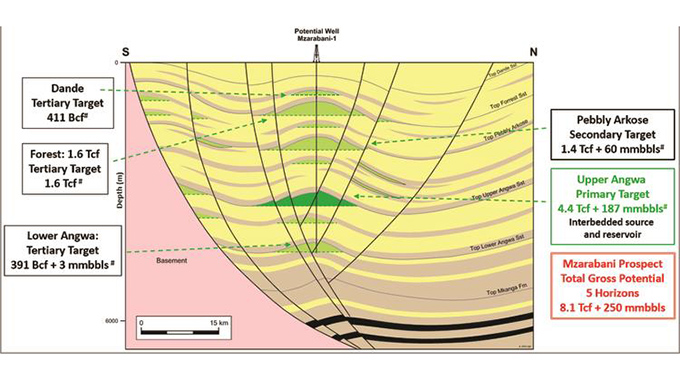 Potential Well
Mzarabani-1
S
N
0
Depth (m)
6000
Dande
Tertiary Target
411 Bcf#
Forest: 1.6 Tcf
Tertiary Target
1.6 Tcf #
Lower Angwa:
Tertiary Target
391 Bcf + 3 mmbbls #
Basement
0
15 km
Top Dande Sst
Top Forrest Sst
Top Pebbly Arkose
Top Upper Angwa Sst
Top Lower Angwa Sst
Top Mkanga Fm
Pebbly Arkose
Secondary Target
1.4 Tcf + 60 mmbbls#
Upper Angwa
Primary Target
4.4 Tcf + 187 mmbbls#
Interbedded source
and reservoir
Mzarabani Prospect
Total Gross Potential
5 Horizons
8.1 Tcf + 250 mmbbls